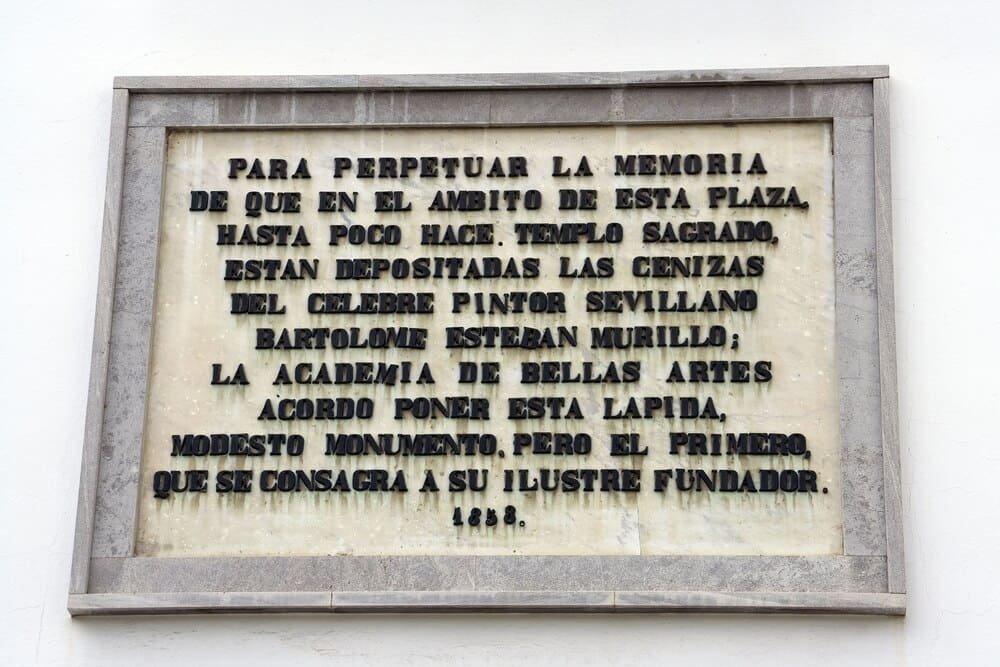 PARA PERPETUAR LA MEMORIA
DE QUE EN EL AMBITO DE ESTA PLAZA,
HASTA POCO HACE. TEMPLO SAGRADO,
ESTAN DEPOSITADAS LAS CENIZAS
DEL CELEBRE PINTOR SEVILLANO
BARTOLOME ESTEBAN MURILLO;
LA ACADEMIA DE BELLAS ARTES
ACORDO PONER ESTA LAPIDA,
MODESTO MONUMENTO, PERO EL PRIMERO,
QUE SE CONSAGRA A SU ILUSTRE FUNDADOR.
1858.